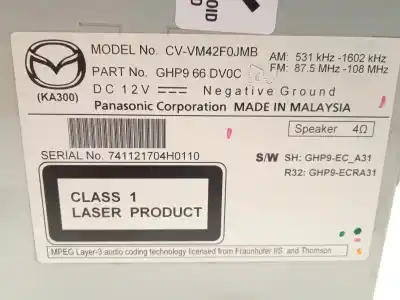 OID
MODEL No. CV-VM42F0JMB
AM: 531 kHz -1602 kHz
FM: 87.5 MHz -108 MHz
PART No. GHP9 66 DV0C
(KA300)
DC 12V Negative Ground
Panasonic Corporation MADE IN MALAYSIA
Speaker 4Ω
SERIAL No. 741121704H0110
S/W SH: GHP9-EC_A31
R32: GHP9-ECRA31
CLASS 1
LASER PRODUCT
MPEG Layer-3 audio coding technology licensed from Fraunhofer IIS and Thomson